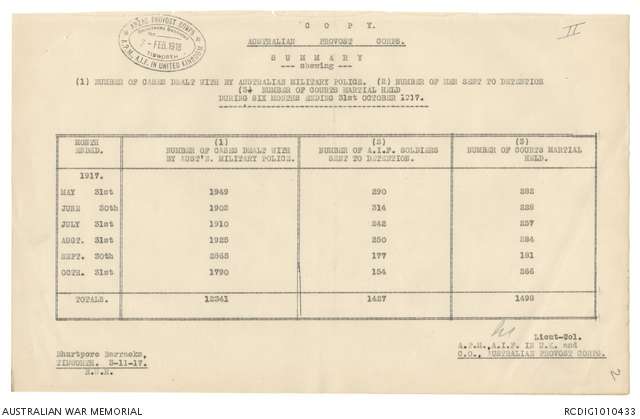 C O P Y.
II
ANZAC PROVOST CORPS
2 - FEB 1918
TIDWORTH
A.P.M. A.I.F. IN UNITED KINGDOM
AUSTRALIAN PROVOST CORPS.
S U M M A R Y
--- showing ---
(1) NUMBER OF CASES DEALT WITH BY AUSTRALIAN MILITARY POLICE. (2) NUMBER OF MEN SENT TO DETENTION
(3) NUMBER OF COURTS MARTIAL HELD
DURING SIX MONTHS ENDING 31st OCTOBER 1917.
MONTH ENDED. (1) NUMBER OF CASES DEALT WITH BY AUST'N. MILITARY POLICE. (2) NUMBER OF A.I.F. SOLDIERS SENT TO DETENTION. (3) NUMBER OF COURTS MARTIAL HELD.
1917.
MAY 31st 1949 290 282
JUNE 30th 1902 314 228
JULY 31st 1910 242 257
AUGT. 31st 1925 250 284
SEPT. 30th 2865 177 181
OCTH. 31st 1790 154 266
TOTALS. 12341 1427 1498
Lieut-Col.
A.P.M., A.I.F. IN U.K. and
C.O., AUSTRALIAN PROVOST CORPS.
Bhurtpore Barracks,
TIDWORTH. 3-11-17.
2
AUSTRALIAN WAR MEMORIAL
RCDIG1010433